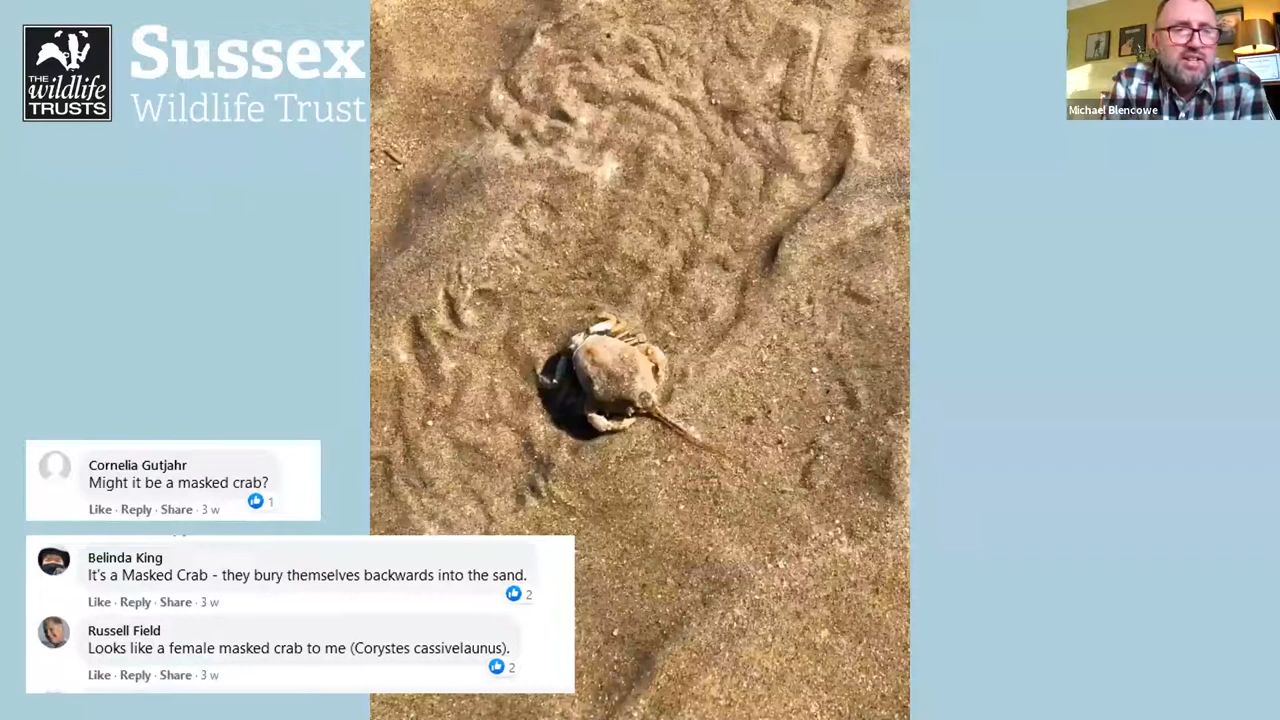 THE
wildlife
TRUSTS
Sussex
Wildlife Trust
Michael Blencowe
Cornelia Gutjahr
Might it be a masked crab?
1
Like · Reply · Share · 3 w
Belinda King
It's a Masked Crab - they bury themselves backwards into the sand.
2
Like · Reply · Share · 3 w
Russell Field
Looks like a female masked crab to me (Corystes cassivelaunus).
2
Like · Reply · Share · 3 w